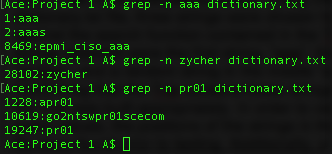 [Ace:Project 1 A$ grep -n aaa dictionary.txt
1:aaa
2:aaas
8469:epmi_ciso_aaa
[Ace:Project 1 A$ grep -n zycher dictionary.txt
28102:zycher
[Ace:Project 1 A$ grep -n pr01 dictionary.txt
1228:apr01
10619:go2ntswpr01scecom
19247:pr01
Ace:Project 1 A$